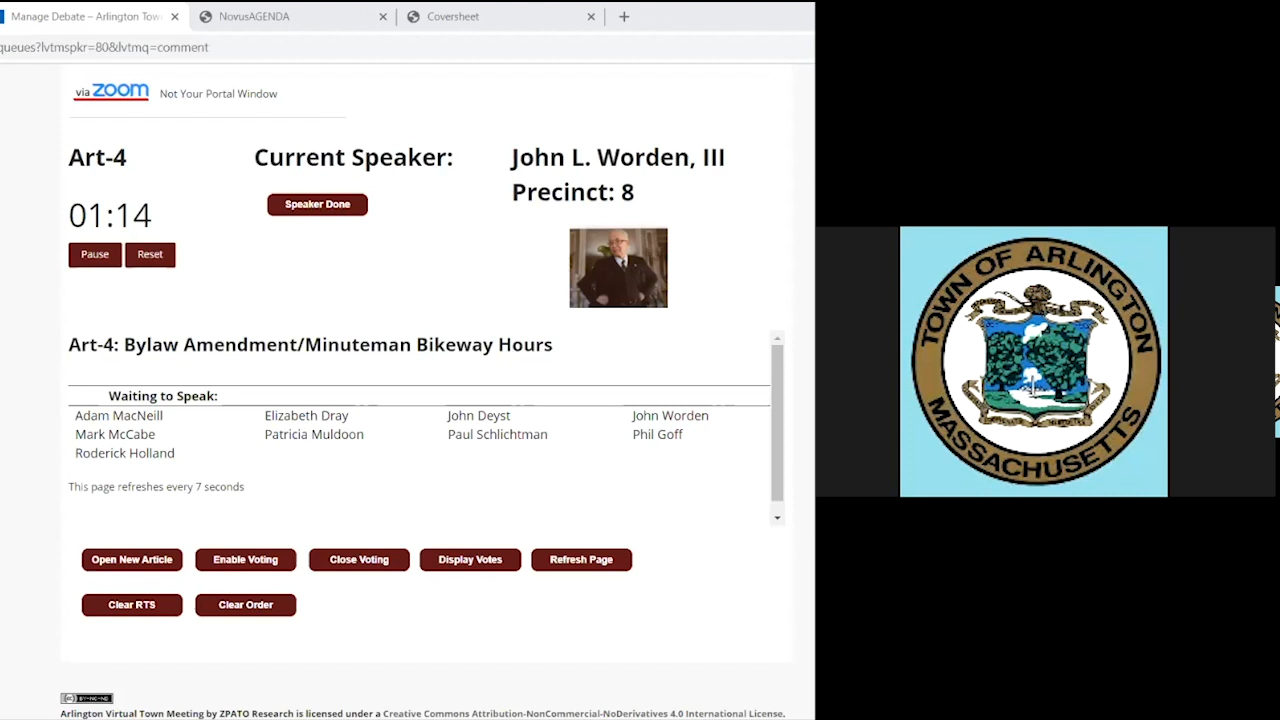 Manage Debate – Arlington Tow
NovusAGENDA
Coversheet
queues?lvtmspkr=80&lvtmq=comment
via zoom Not Your Portal Window
Art-4
Current Speaker:
John L. Worden, III
Precinct: 8
Speaker Done
01:14
Pause Reset
Art-4: Bylaw Amendment/Minuteman Bikeway Hours
Waiting to Speak:
Adam MacNeill Elizabeth Dray John Deyst John Worden
Mark McCabe Patricia Muldoon Paul Schlichtman Phil Goff
Roderick Holland
This page refreshes every 7 seconds
Open New Article Enable Voting Close Voting Display Votes Refresh Page
Clear RTS Clear Order
BY-NC-ND
Arlington Virtual Town Meeting by ZPATO Research is licensed under a Creative Commons Attribution-NonCommercial-NoDerivatives 4.0 International License.
TOWN OF ARLINGTON
MASSACHUSETTS